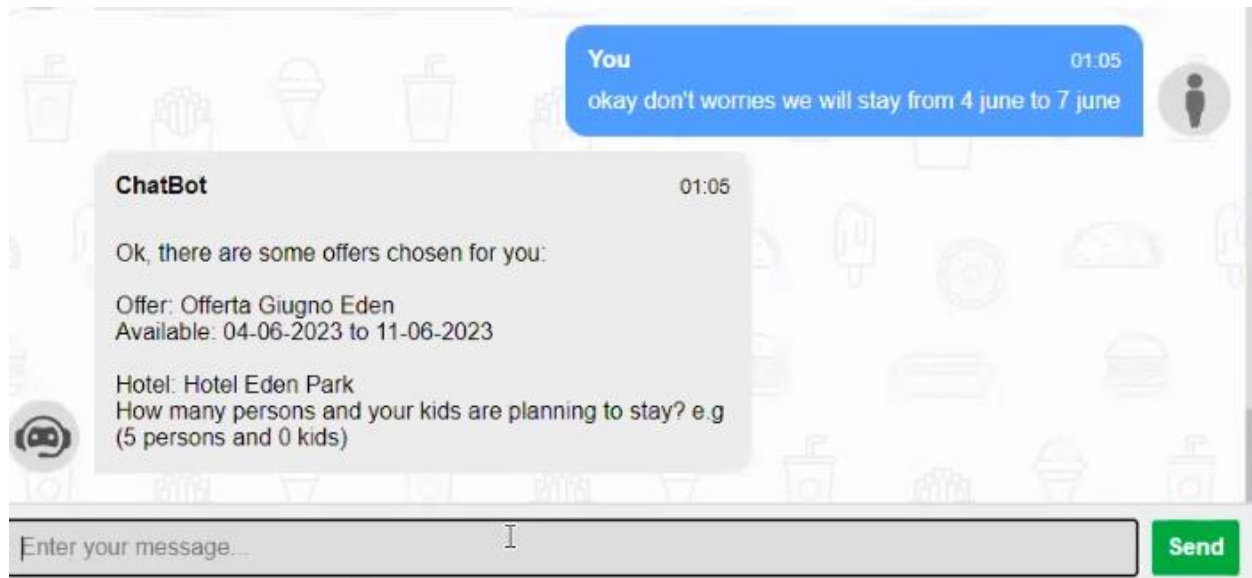 You 01:05
okay don't worries we will stay from 4 june to 7 june
ChatBot 01:05
Ok, there are some offers chosen for you:
Offer: Offerta Giugno Eden
Available: 04-06-2023 to 11-06-2023
Hotel: Hotel Eden Park
How many persons and your kids are planning to stay? e.g
(5 persons and 0 kids)
Enter your message...
Send